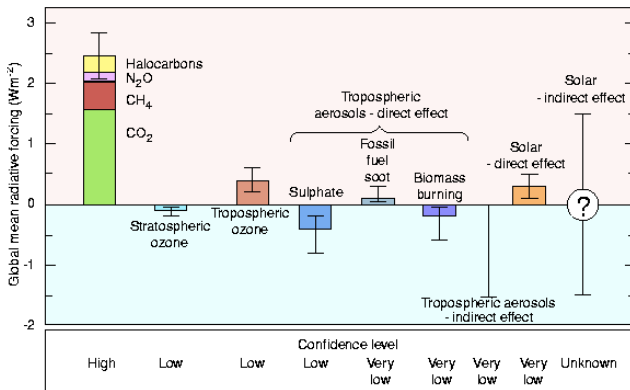 Global mean radiative forcing (Wm-2)
3
2
1
0
-1
-2
Halocarbons
N2O
CH4
CO2
Stratospheric
ozone
Tropospheric
ozone
Tropospheric
aerosols - direct effect
Sulphate
Fossil
fuel
soot
Biomass
burning
Tropospheric aerosols
- indirect effect
Solar
- direct effect
Solar
- indirect effect
?
Confidence level
High
Low
Low
Low
Very
low
Very
low
Very
low
Very
low
Unknown